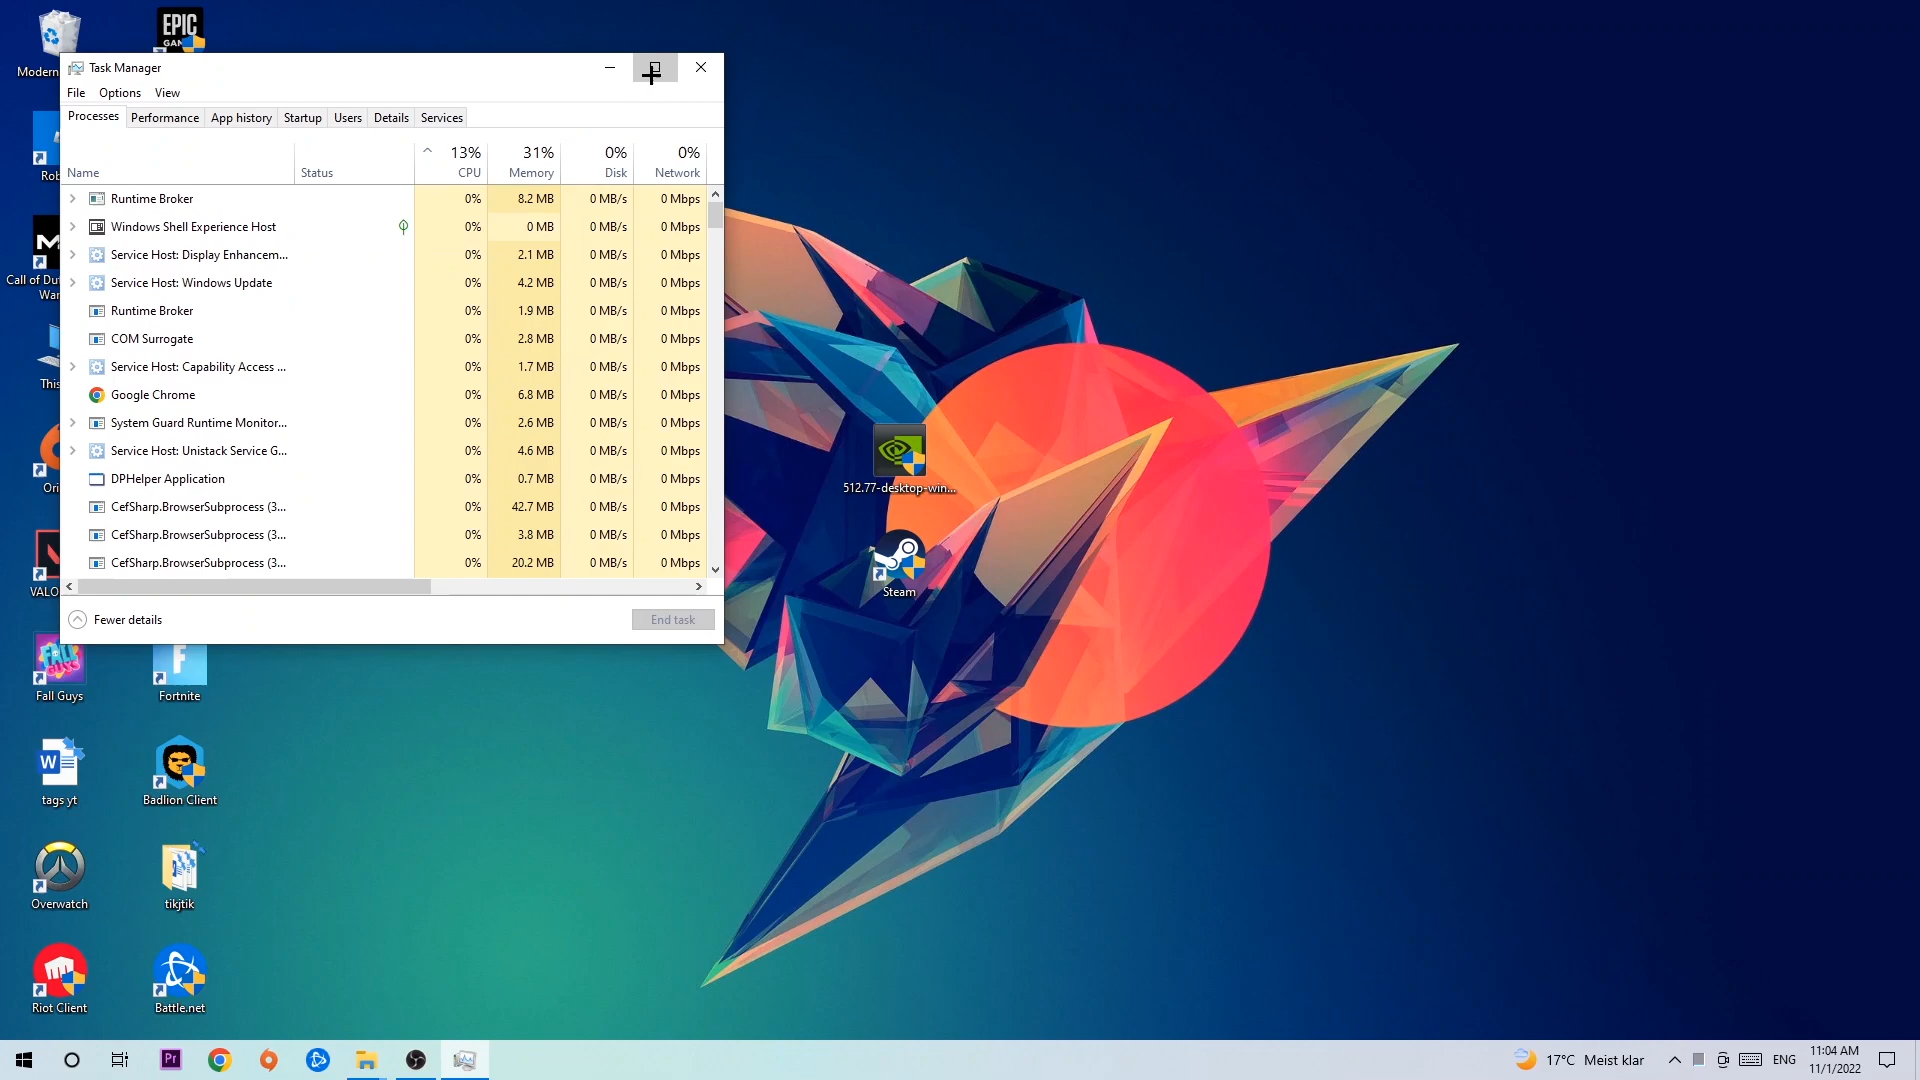 Modern
EPIC
GAM
Task Manager
File Options View
Processes Performance App history Startup Users Details Services
13% 31% 0% 0%
Name Status CPU Memory Disk Network
Runtime Broker 0% 8.2 MB 0 MB/s 0 Mbps
Windows Shell Experience Host 0% 0 MB 0 MB/s 0 Mbps
Service Host: Display Enhancem... 0% 2.1 MB 0 MB/s 0 Mbps
Service Host: Windows Update 0% 4.2 MB 0 MB/s 0 Mbps
Runtime Broker 0% 1.9 MB 0 MB/s 0 Mbps
COM Surrogate 0% 2.8 MB 0 MB/s 0 Mbps
Service Host: Capability Access ... 0% 1.7 MB 0 MB/s 0 Mbps
Google Chrome 0% 6.8 MB 0 MB/s 0 Mbps
System Guard Runtime Monitor... 0% 2.6 MB 0 MB/s 0 Mbps
Service Host: Unistack Service G... 0% 4.6 MB 0 MB/s 0 Mbps
DPHelper Application 0% 0.7 MB 0 MB/s 0 Mbps
CefSharp.BrowserSubprocess (3... 0% 42.7 MB 0 MB/s 0 Mbps
CefSharp.BrowserSubprocess (3... 0% 3.8 MB 0 MB/s 0 Mbps
CefSharp.BrowserSubprocess (3... 0% 20.2 MB 0 MB/s 0 Mbps
Fewer details End task
Rob
M
Call of Du
War
This
Ori
VALO
512.77-desktop-win...
Steam
FALL
GUYS
Fall Guys
F
Fortnite
W
tags yt
Badlion Client
Overwatch
tikjtik
Riot Client
Battle.net
Pr
17°C Meist klar
ENG
11:04 AM
11/1/2022